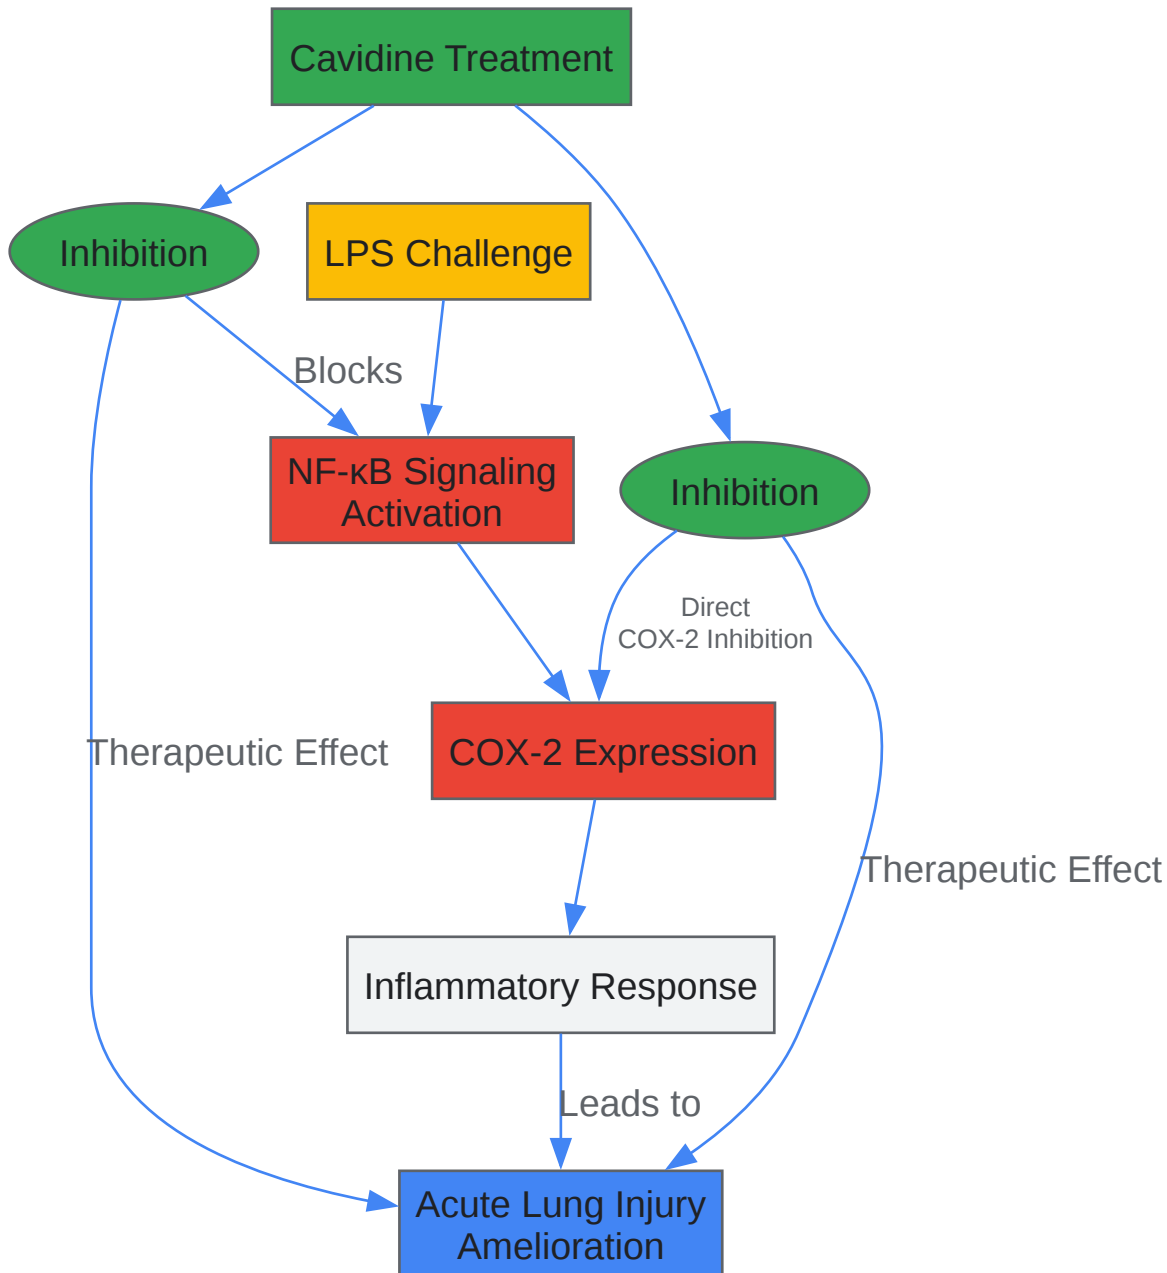 Cavidine Treatment
Inhibition
LPS Challenge
Blocks
NF-κB Signaling
Activation
Inhibition
Direct
COX-2 Inhibition
Therapeutic Effect
COX-2 Expression
Therapeutic Effect
Inflammatory Response
Leads to
Acute Lung Injury
Amelioration